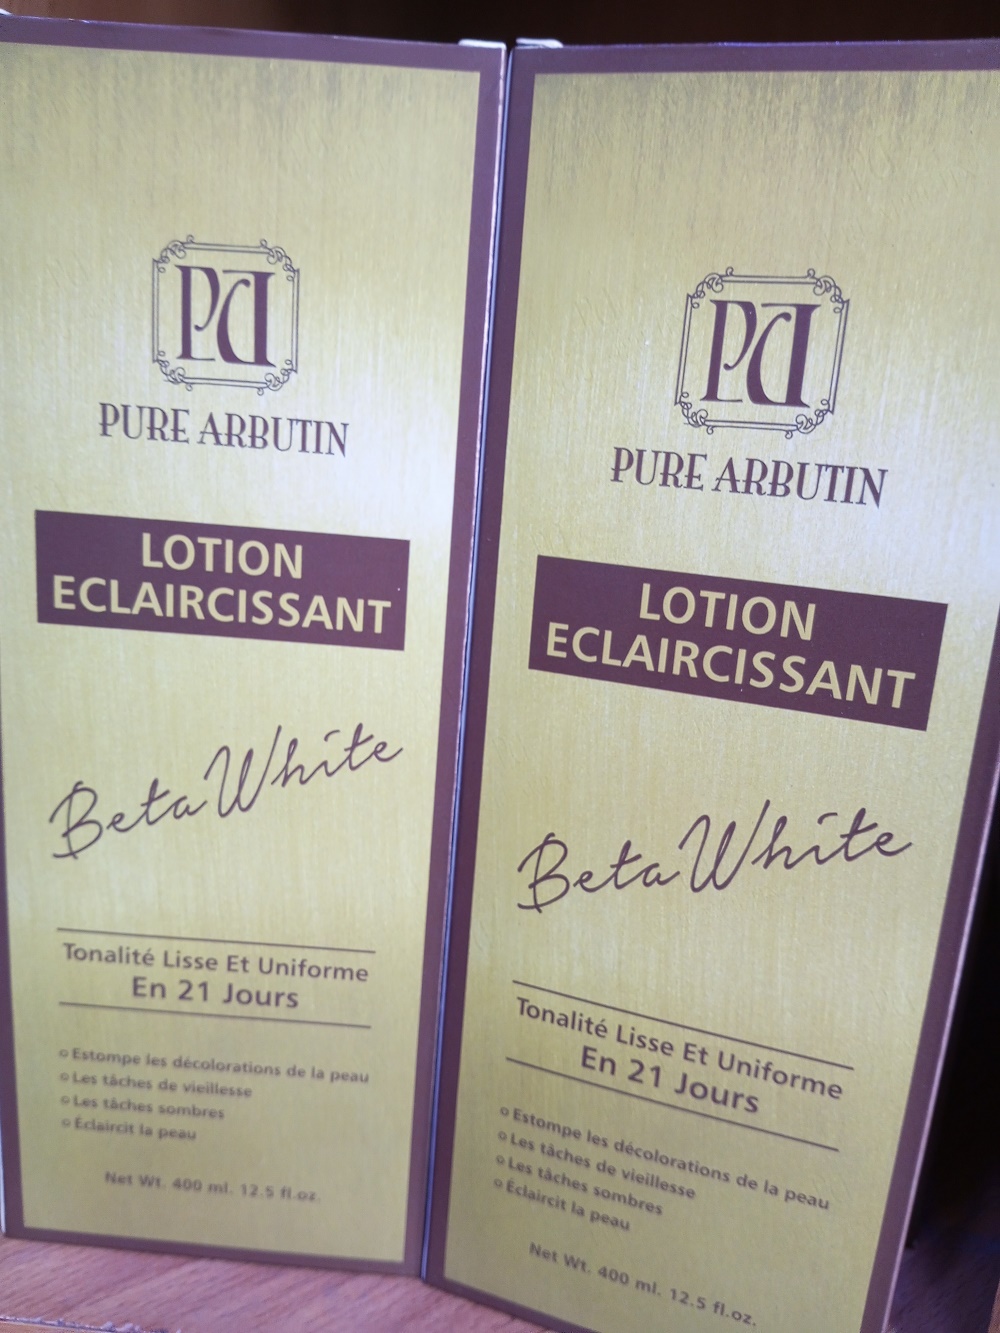 PA
PURE ARBUTIN
LOTION
ECLAIRCISSANT
Beta White
Tonalité Lisse Et Uniforme
En 21 Jours
Estompe les décolorations de la peau
Les tâches de vieillesse
Les tâches sombres
Éclaircit la peau
Net Wt. 400 ml. 12.5 fl.oz.
PA
PURE ARBUTIN
LOTION
ECLAIRCISSANT
Beta White
Tonalité Lisse Et Uniforme
En 21 Jours
Estompe les décolorations de la peau
Les tâches de vieillesse
Les tâches sombres
Éclaircit la peau
Net Wt. 400 ml. 12.5 fl.oz.